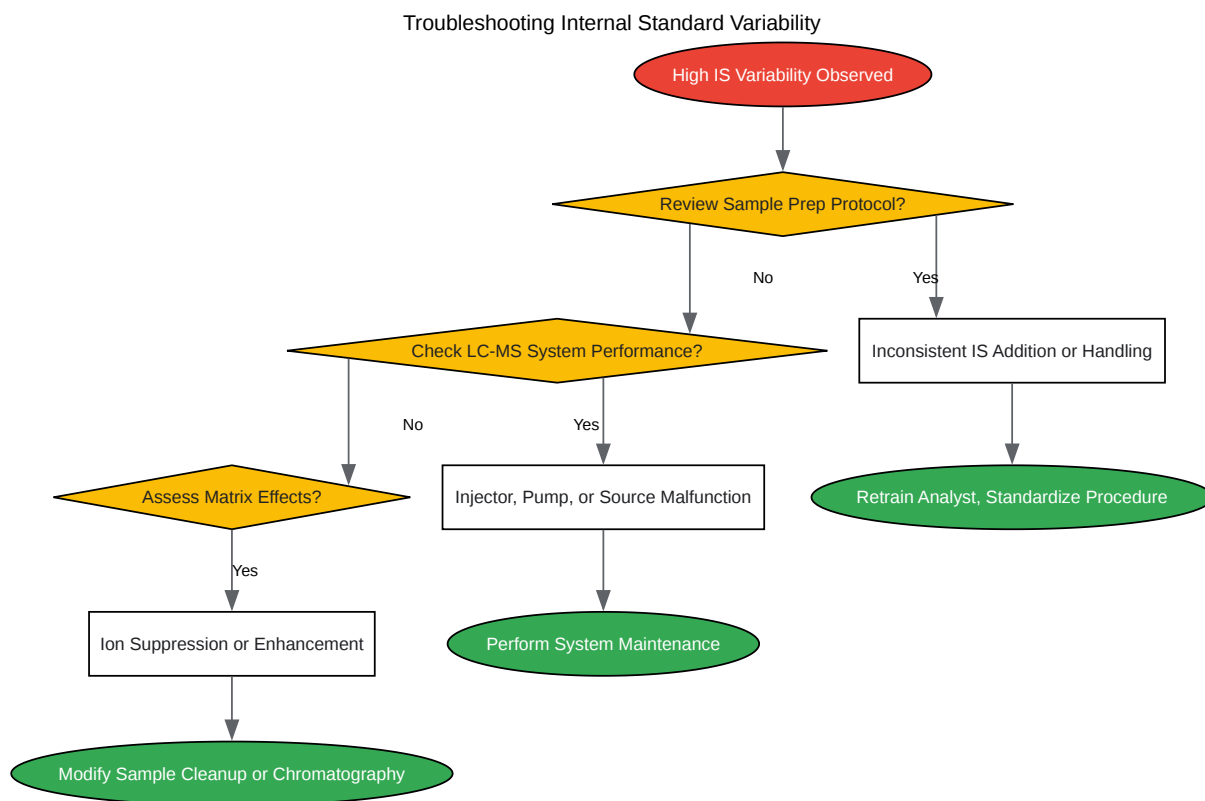 Troubleshooting Internal Standard Variability
High IS Variability Observed
Review Sample Prep Protocol?
No
Yes
Check LC-MS System Performance?
Inconsistent IS Addition or Handling
No
Yes
Assess Matrix Effects?
Injector, Pump, or Source Malfunction
Retrain Analyst, Standardize Procedure
Yes
Ion Suppression or Enhancement
Perform System Maintenance
Modify Sample Cleanup or Chromatography